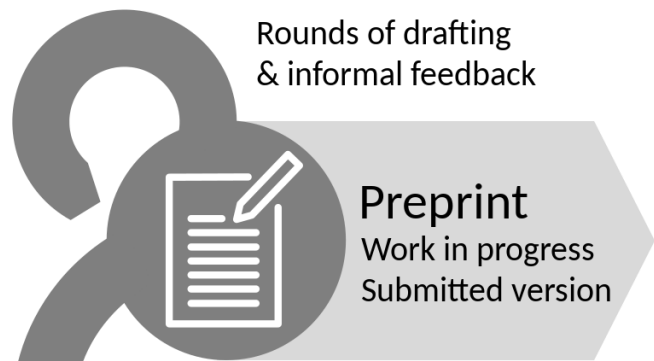 Rounds of drafting
& informal feedback
Preprint
Work in progress
Submitted version